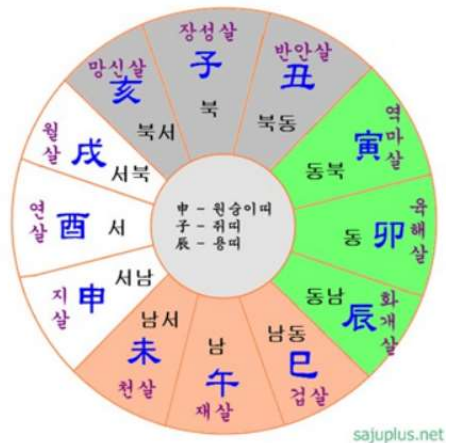 장성살
子
북
반안살
丑
북동
역마살
寅
동북
육해살
卯
동
화개살
辰
동남
겁살
巳
남동
재살
午
남
천살
未
남서
지살
申
서남
연살
酉
서
월살
戌
서북
망신살
亥
북서
申 - 원숭이띠
子 - 쥐띠
辰 - 용띠
sajuplus.net